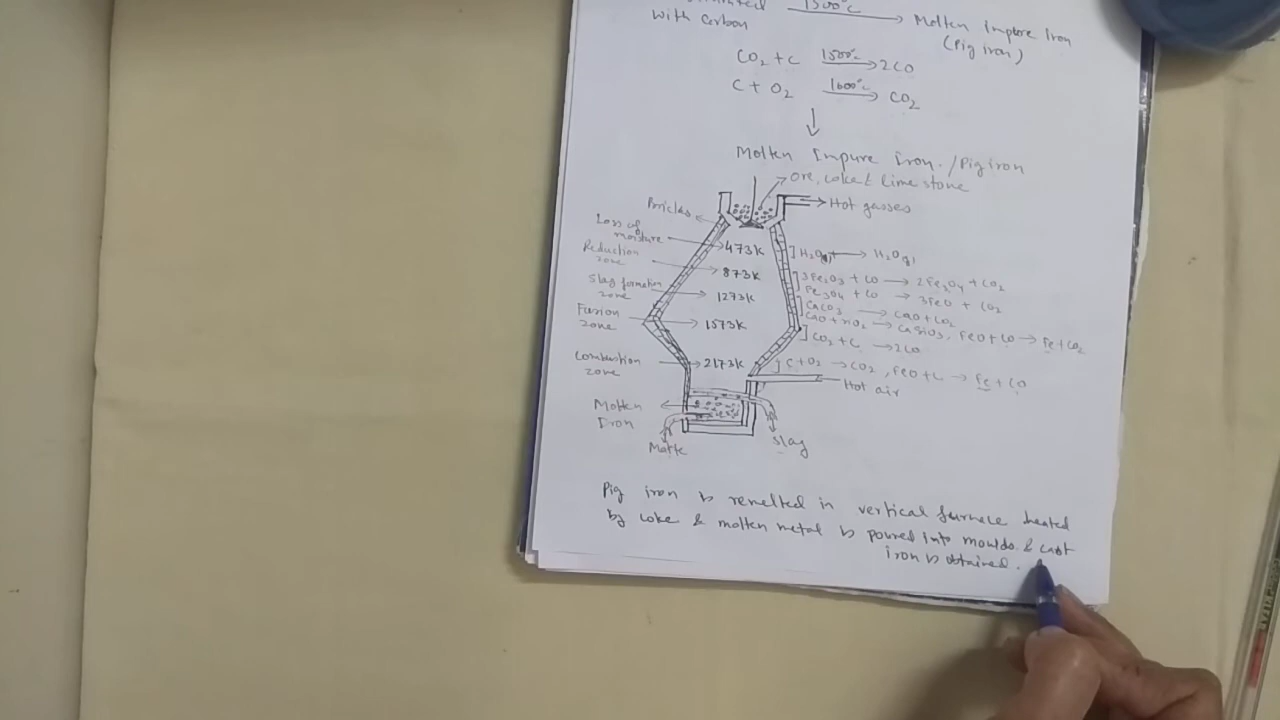 1500°c
with carbon → Molten impure iron
(pig iron)
CO2 + C 1500°c → 2CO
C + O2 1600°c → CO2
↓
Molten Impure Iron. / Pig iron
Ore, coke & lime stone
Hot gasses
Bricks
Loss of
moisture
473K
H2O → H2O(g)
Reduction
zone
873K
3Fe2O3 + CO → 2Fe3O4 + CO2
Fe3O4 + CO → 3FeO + CO2
Slag formation
zone
1273K
CaCO3 → CaO + CO2
→ CaSiO3, FeO + CO → Fe + CO2
Fusion
zone
1573K
CO2 + C → 2CO
Combustion
zone
2173K
C + O2 → CO2, FeO + C → Fe + CO
Hot air
Molten
Iron
Slag
Pig iron is remelted in vertical furnace heated
by coke & molten metal is poured into moulds & cast
iron is obtained.